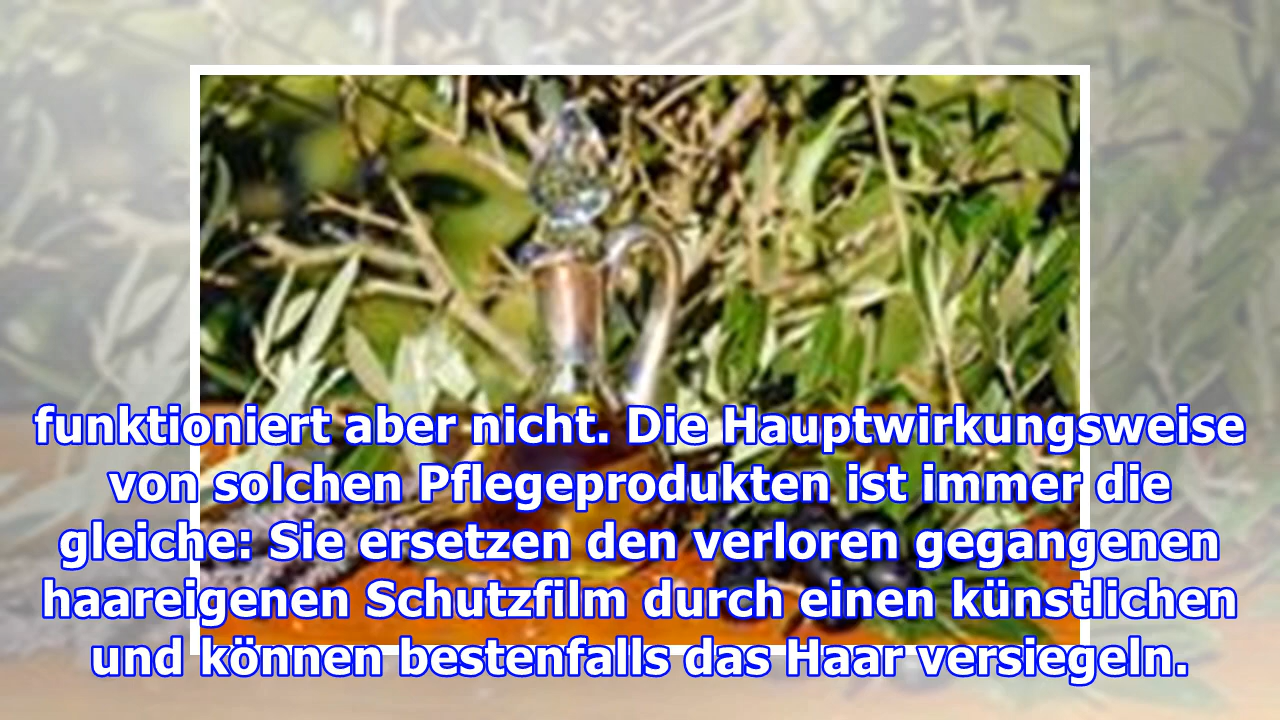 funktioniert aber nicht. Die Hauptwirkungsweise
von solchen Pflegeprodukten ist immer die
gleiche: Sie ersetzen den verloren gegangenen
haareigenen Schutzfilm durch einen künstlichen
und können bestenfalls das Haar versiegeln.